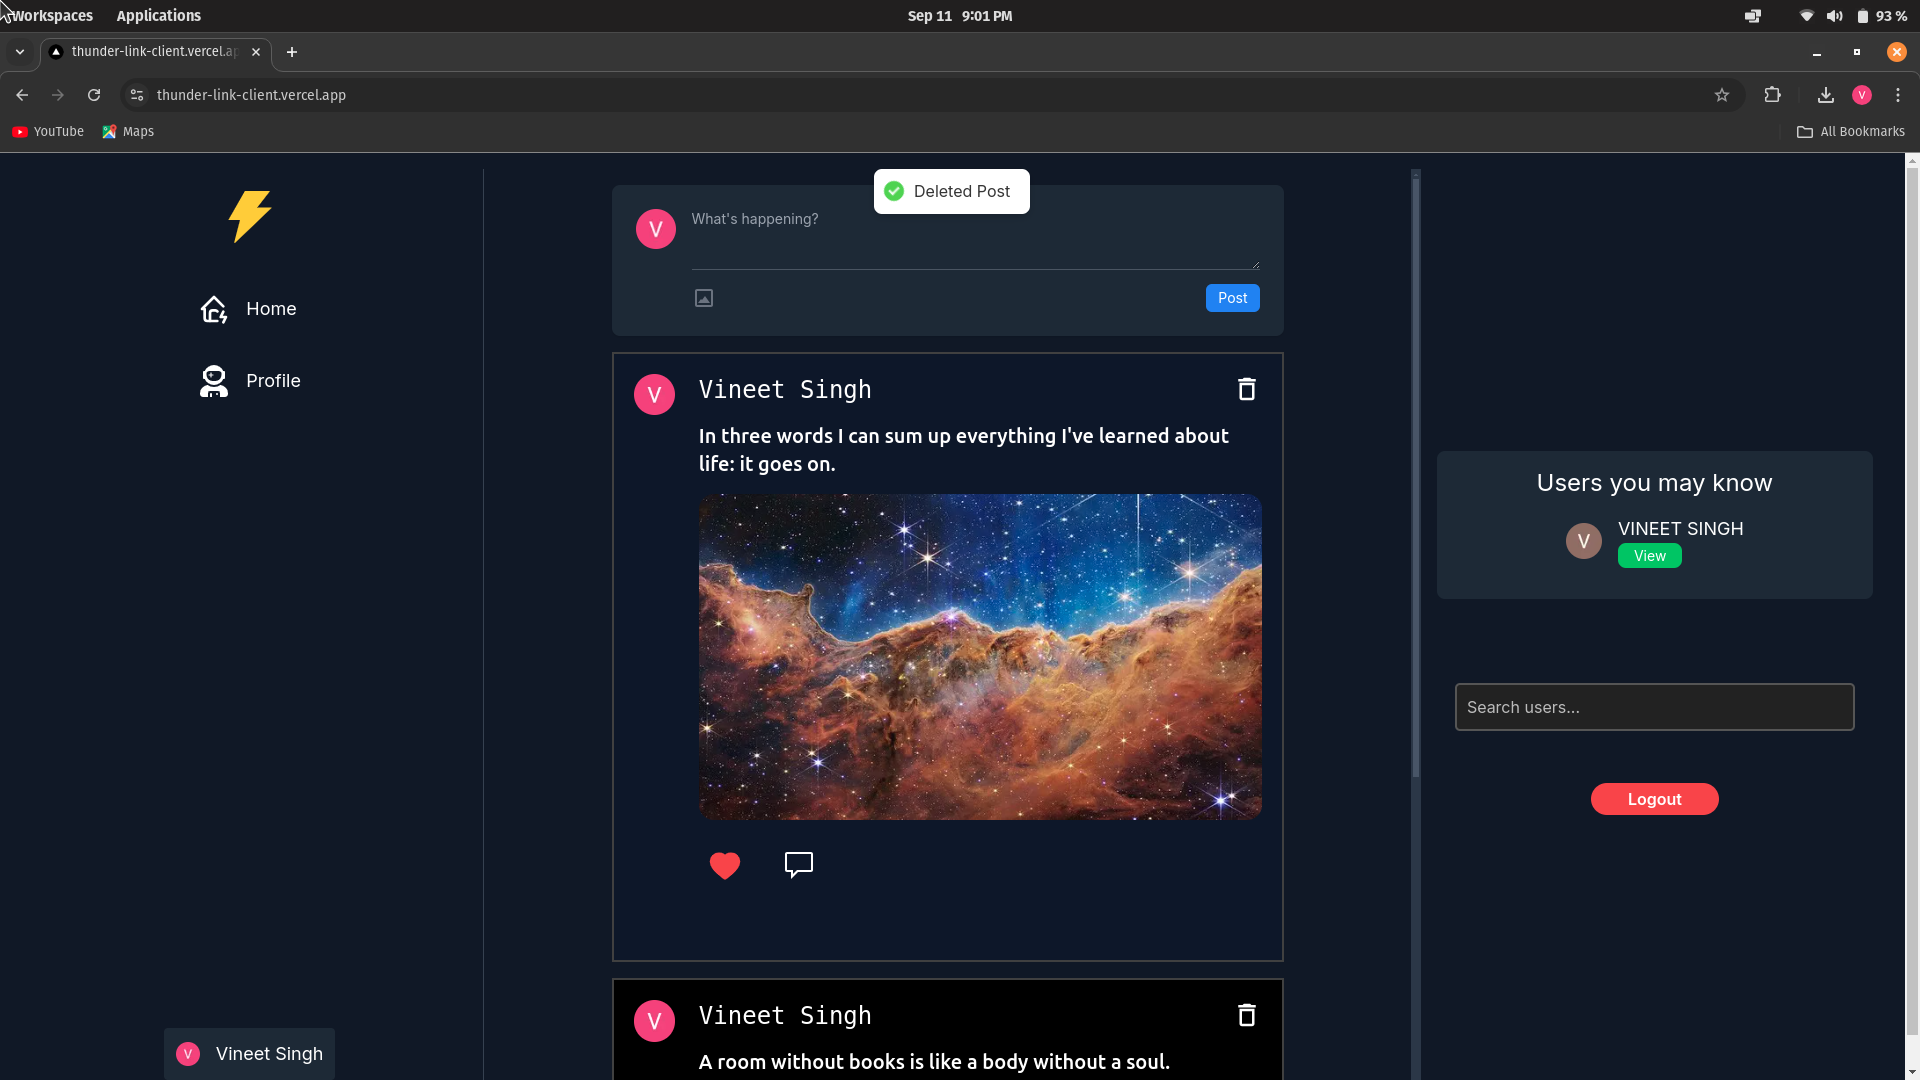 Workspaces Applications Sep 11 9:01 PM 93 %
thunder-link-client.vercel.ap
thunder-link-client.vercel.app V
YouTube Maps All Bookmarks
Deleted Post
Home
Profile
V What's happening?
Post
V Vineet Singh
In three words I can sum up everything I've learned about
life: it goes on.
V Vineet Singh
A room without books is like a body without a soul.
V Vineet Singh
Users you may know
V VINEET SINGH
View
Search users...
Logout